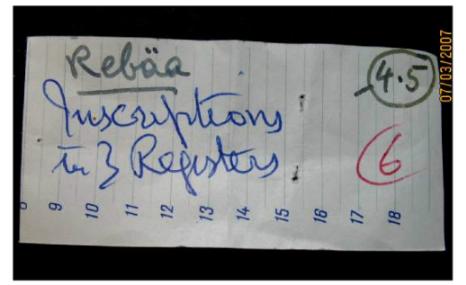 Rebäa
4.5
Inscriptions
in 3 Registers
6
8 9 10 11 12 13 14 15 16 17 18
07/03/2007